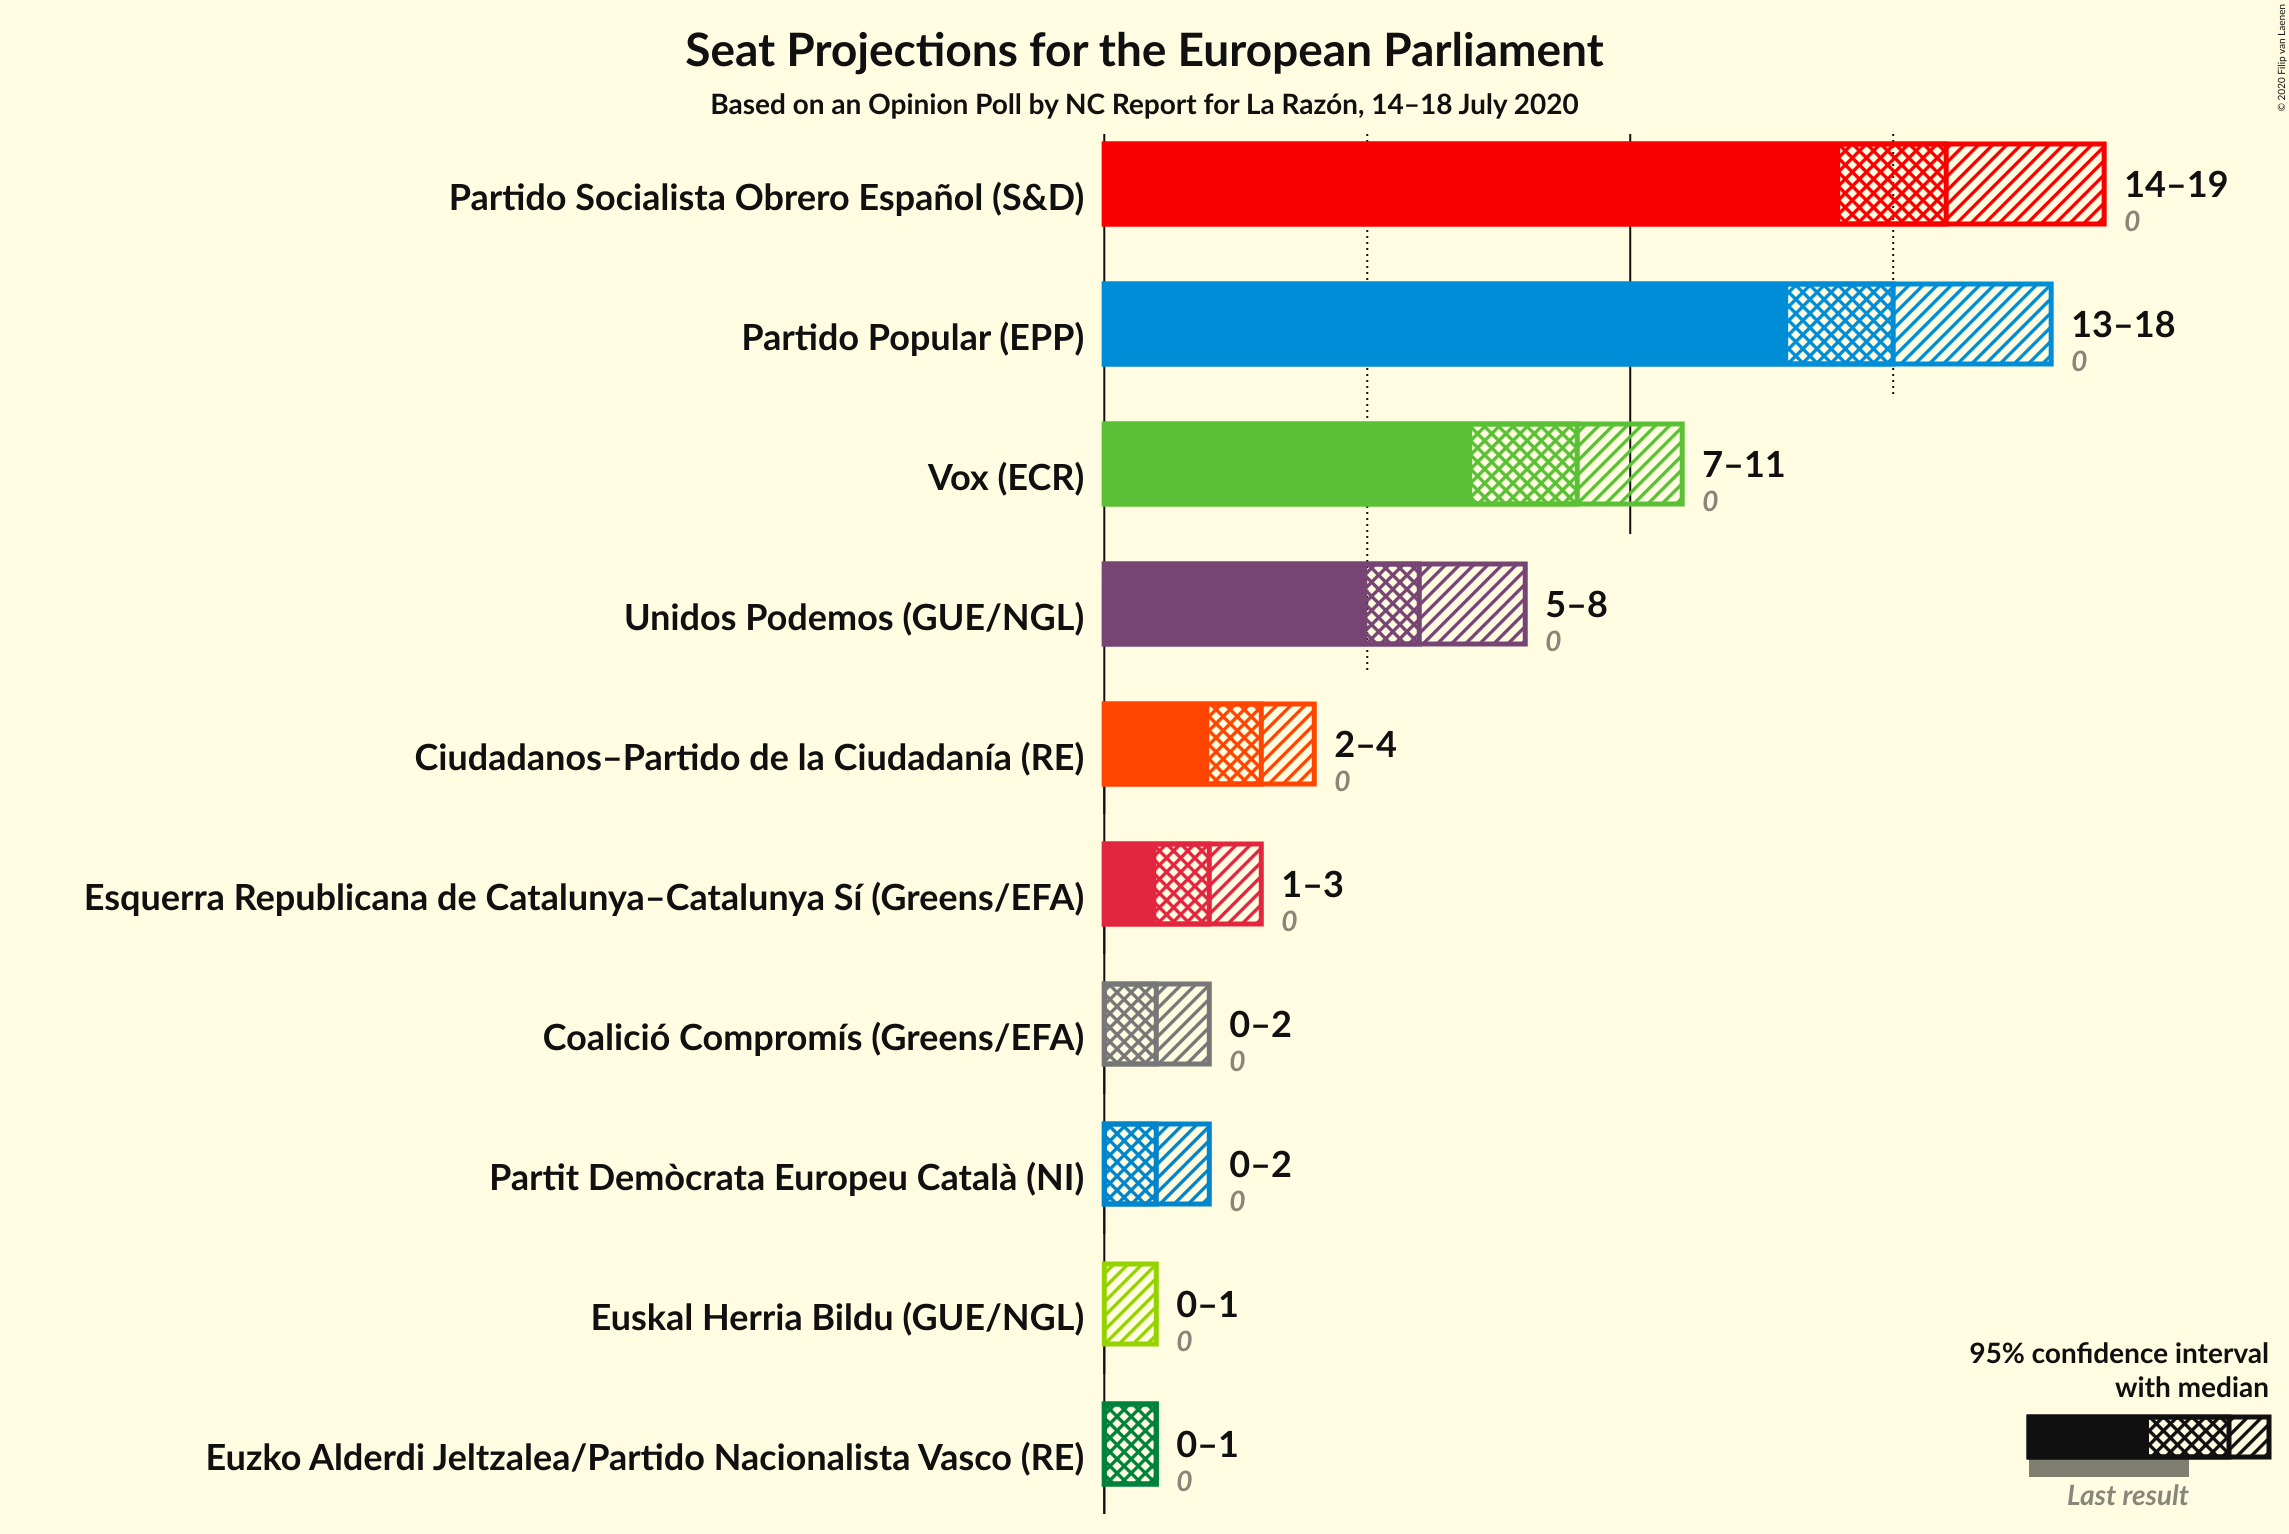 Seat Projections for the European Parliament
Based on an Opinion Poll by NC Report for La Razón, 14–18 July 2020
© 2020 Filip van Laenen
Partido Socialista Obrero Español (S&D)
14–19
0
Partido Popular (EPP)
13–18
0
Vox (ECR)
7–11
0
Unidos Podemos (GUE/NGL)
5–8
0
Ciudadanos–Partido de la Ciudadanía (RE)
2–4
0
Esquerra Republicana de Catalunya–Catalunya Sí (Greens/EFA)
1–3
0
Coalició Compromís (Greens/EFA)
0–2
0
Partit Demòcrata Europeu Català (NI)
0–2
0
Euskal Herria Bildu (GUE/NGL)
0–1
0
Euzko Alderdi Jeltzalea/Partido Nacionalista Vasco (RE)
0–1
0
95% confidence interval
with median
Last result